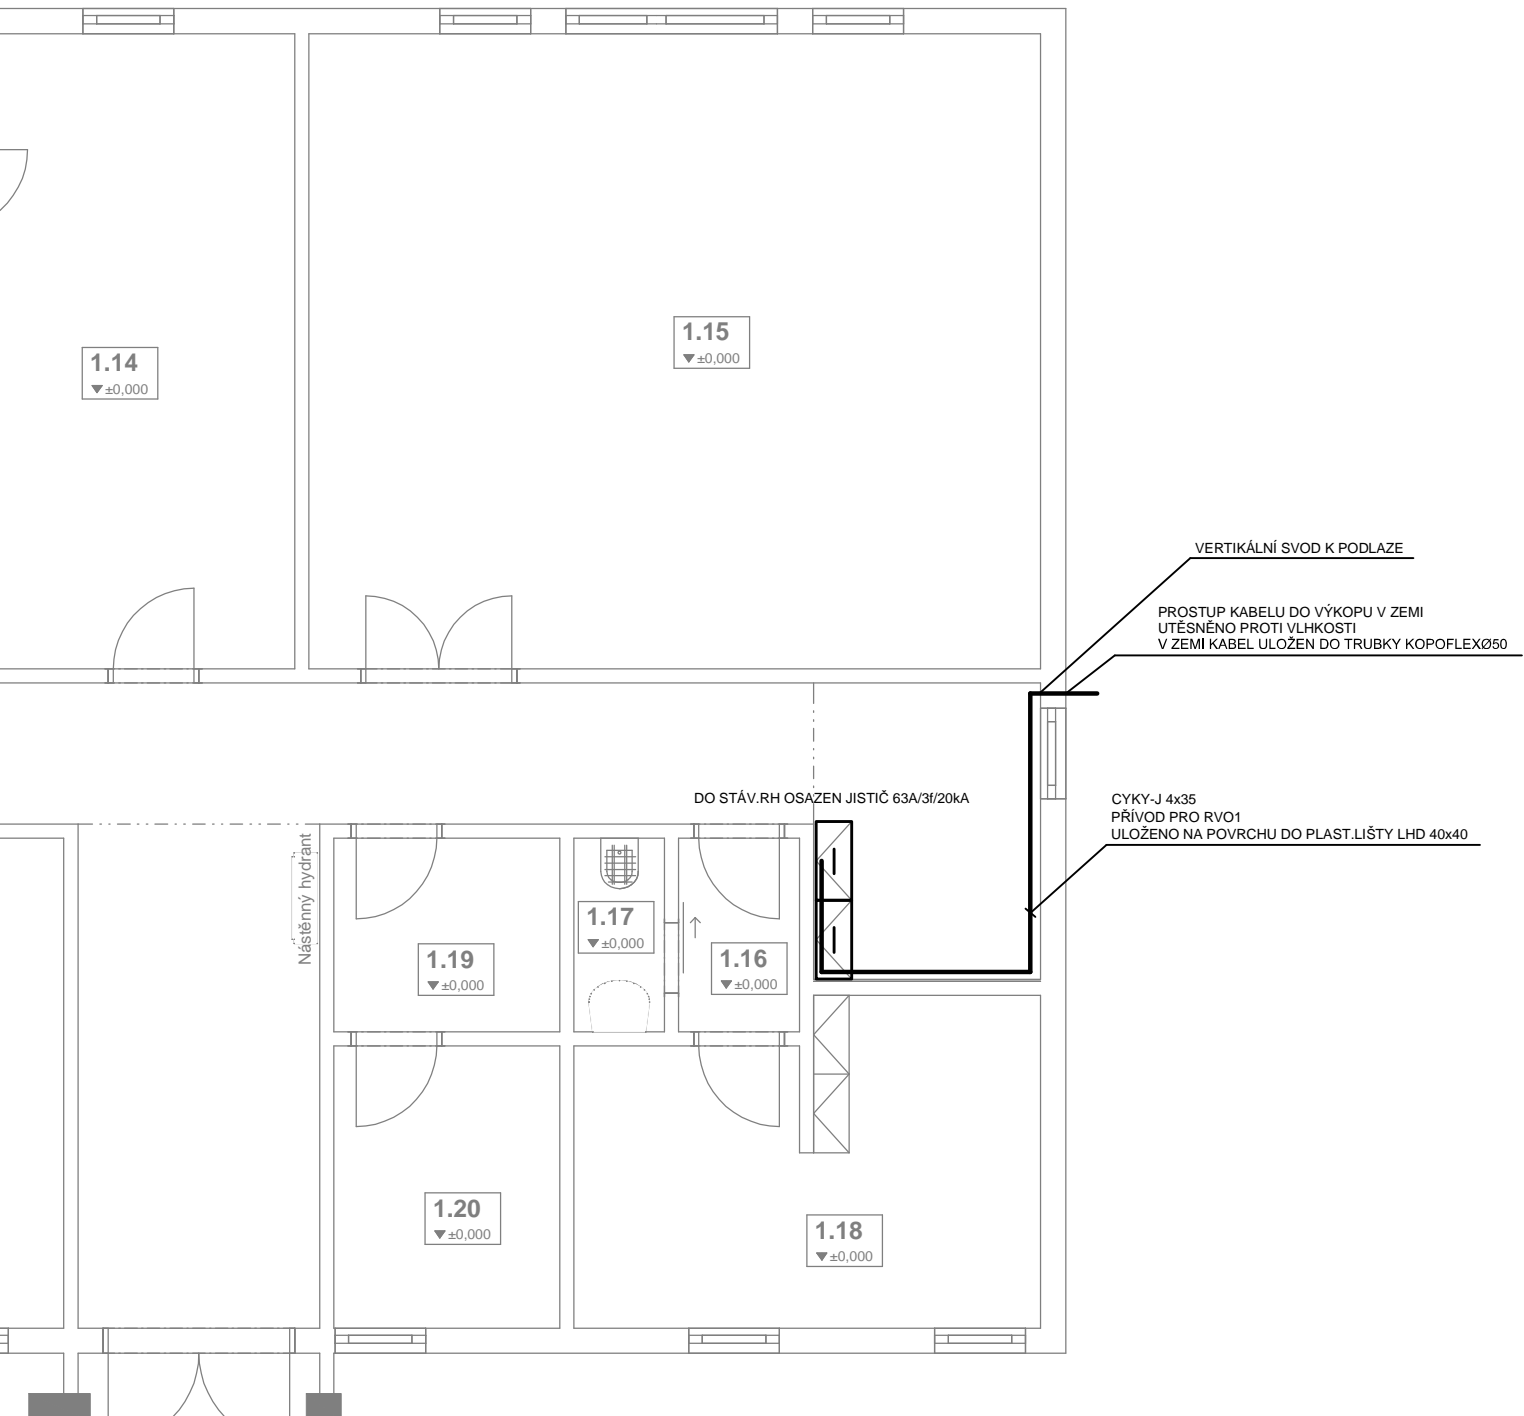 1.15
±0,000
1.14
±0,000
VERTIKÁLNÍ SVOD K PODLAZE
PROSTUP KABELU DO VÝKOPU V ZEMI
UTĚSNĚNO PROTI VLHKOSTI
V ZEMI KABEL ULOŽEN DO TRUBKY KOPOFLEXØ50
DO STÁV.RH OSAZEN JISTIČ 63A/3f/20kA
CYKY-J 4x35
PŘÍVOD PRO RVO1
ULOŽENO NA POVRCHU DO PLAST.LIŠTY LHD 40x40
Nástěnný hydrant
1.17
±0,000
1.19
±0,000
1.16
±0,000
1.20
±0,000
1.18
±0,000